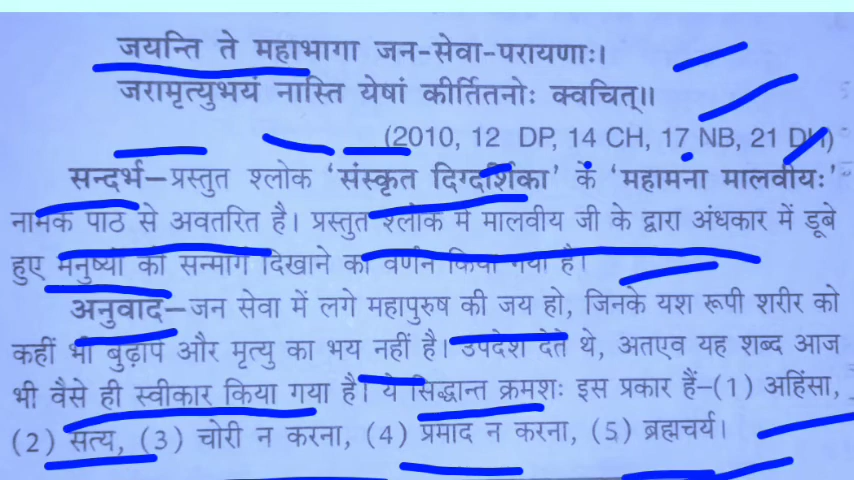 जयन्ति ते महाभागा जन-सेवा-परायणाः।
जरामृत्युभयं नास्ति येषां कीर्तितनोः क्वचित्॥
(2010, 12 DP, 14 CH, 17 NB, 21 DH)
सन्दर्भ–प्रस्तुत श्लोक 'संस्कृत दिग्दर्शिका' के 'महामना मालवीयः'
नामक पाठ से अवतरित है। प्रस्तुत श्लोक में मालवीय जी के द्वारा अंधकार में डूबे
हुए मनुष्यों को सन्मार्ग दिखाने का वर्णन किया गया है।
अनुवाद–जन सेवा में लगे महापुरुष की जय हो, जिनके यश रूपी शरीर को
कहीं भी बुढ़ापे और मृत्यु का भय नहीं है। उपदेश देते थे, अतएव यह शब्द आज
भी वैसे ही स्वीकार किया गया है। ये सिद्धान्त क्रमशः इस प्रकार हैं–(1) अहिंसा,
(2) सत्य, (3) चोरी न करना, (4) प्रमाद न करना, (5) ब्रह्मचर्य।